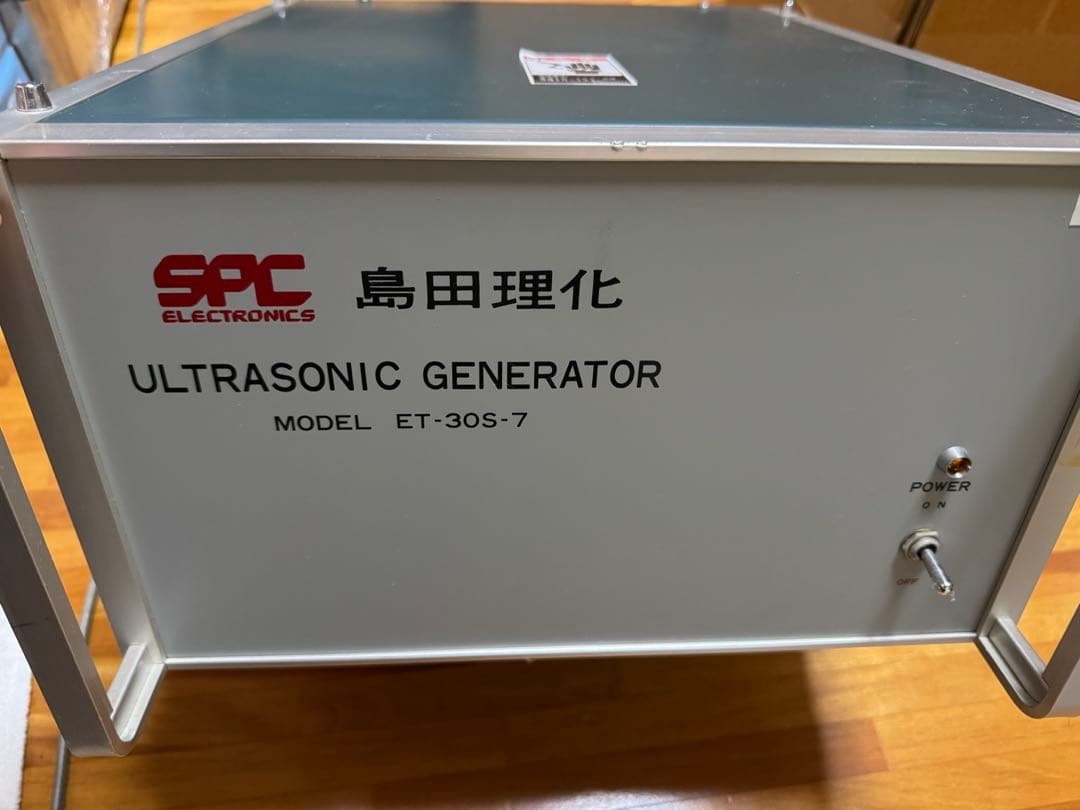 SPC
ELECTRONICS
島田理化
ULTRASONIC GENERATOR
MODEL ET-30S-7
POWER
ON
OFF